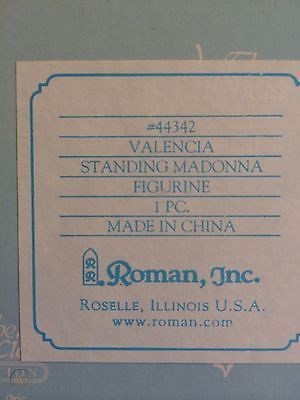 #44342
VALENCIA
STANDING MADONNA
FIGURINE
1 PC.
MADE IN CHINA
R R Roman, Inc.
ROSELLE, ILLINOIS U.S.A.
www.roman.com